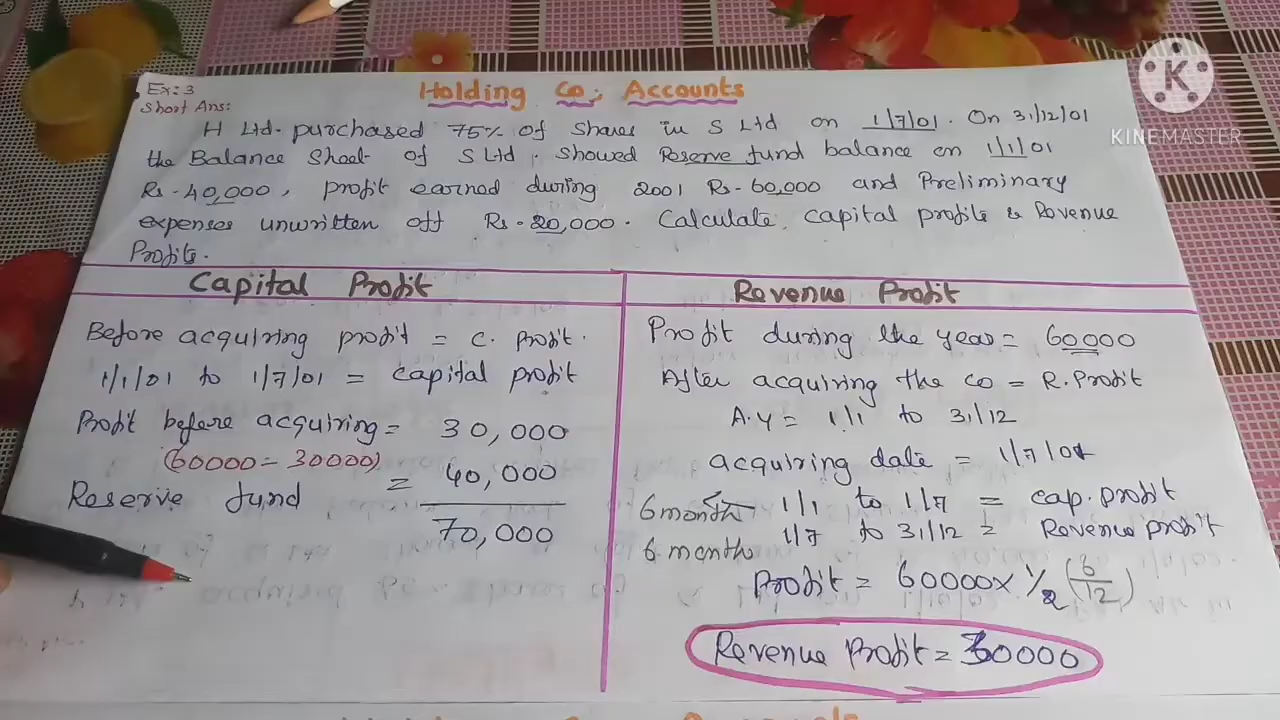 Ex: 3
Short Ans:
Holding Co; Accounts
H Ltd. purchased 75% of Shares in S Ltd on 1/7/01. On 31/12/01
the Balance Sheet of S Ltd. Showed Reserve fund balance on 1/1/01
Rs-40,000, profit earned during 2001 Rs-60,000 and Preliminary
expenses unwritten off Rs-20,000. Calculate capital profits & Revenue
Profits.
Capital Profit
Before acquiring profit = C. Profit.
1/1/01 to 1/7/01 = Capital profit
Profit before acquiring = 30,000
(60000-30000)
Reserve fund = 40,000
70,000
Revenue Profit
Profit during the year = 60000
After acquiring the co = R. Profit
A.Y = 1/1 to 31/12
acquiring date = 1/7/01
6 month 1/1 to 1/7 = cap. profit
6 month 1/7 to 31/12 = Revenue profit
Profit = 60000 x 1/2 (6/12)
Revenue Profit = 30000
K
KINEMASTER